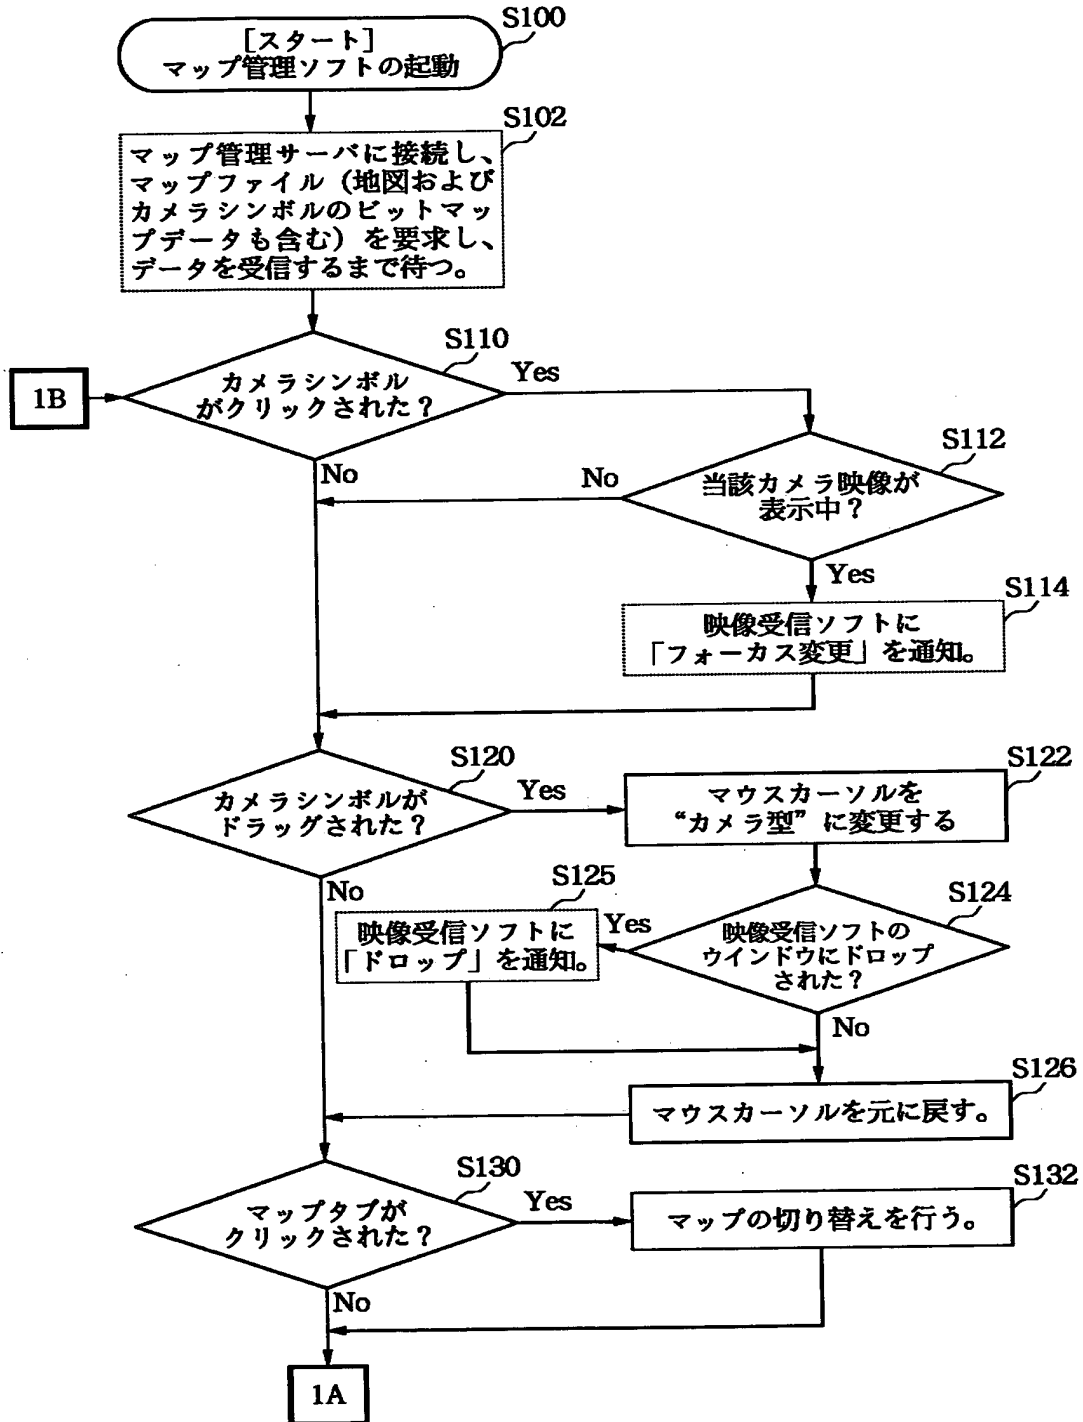 S100
[スタート]
マップ管理ソフトの起動
S102
マップ管理サーバに接続し、
マップファイル（地図および
カメラシンボルのビットマッ
プデータも含む）を要求し、
データを受信するまで待つ。
S110
1B
カメラシンボル
がクリックされた？
Yes
No
S112
当該カメラ映像が
表示中？
No
Yes
S114
映像受信ソフトに
「フォーカス変更」を通知。
S120
カメラシンボルが
ドラッグされた？
Yes
No
S122
マウスカーソルを
“カメラ型”に変更する
S124
映像受信ソフトの
ウインドウにドロップ
された？
Yes
No
S125
映像受信ソフトに
「ドロップ」を通知。
S126
マウスカーソルを元に戻す。
S130
マップタブが
クリックされた？
Yes
No
S132
マップの切り替えを行う。
1A